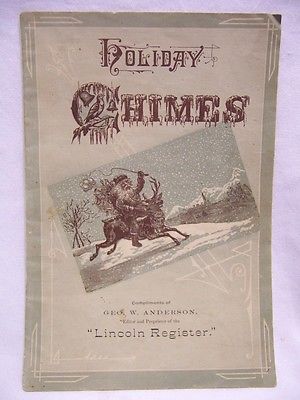 HOLIDAY
CHIMES
Compliments of
GEO. W. ANDERSON,
Editor and Proprietor of the
"Lincoln Register."